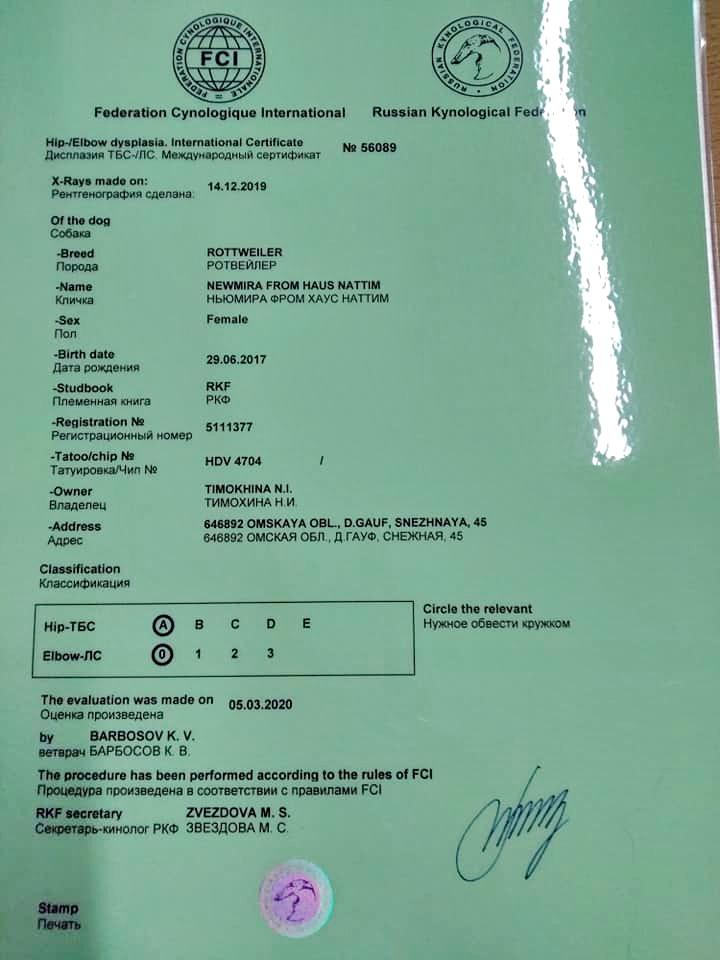 FEDERATION CYNOLOGIQUE INTERNATIONALE
FCI
RUSSIAN KYNOLOGICAL FEDERATION
Federation Cynologique International
Russian Kynological Fede on
Hip-/Elbow dysplasia. International Certificate
Дисплазия ТБС-/ЛС. Международный сертификат
№ 56089
X-Rays made on:
Рентгенография сделана:
14.12.2019
Of the dog
Собака
-Breed
Порода
ROTTWEILER
РОТВЕЙЛЕР
-Name
Кличка
NEWMIRA FROM HAUS NATTIM
НЬЮМИРА ФРОМ ХАУС НАТТИМ
-Sex
Пол
Female
-Birth date
Дата рождения
29.06.2017
-Studbook
Племенная книга
RKF
РКФ
-Registration №
Регистрационный номер
5111377
-Tatoo/chip №
Татуировка/Чип №
HDV 4704 /
-Owner
Владелец
TIMOKHINA N.I.
ТИМОХИНА Н.И.
-Address
Адрес
646892 OMSKAYA OBL., D.GAUF, SNEZHNAYA, 45
646892 ОМСКАЯ ОБЛ., Д.ГАУФ, СНЕЖНАЯ, 45
Classification
Классификация
Hip-ТБС A B C D E
Elbow-ЛС 0 1 2 3
Circle the relevant
Нужное обвести кружком
The evaluation was made on
Оценка произведена
05.03.2020
by BARBOSOV K. V.
ветврач БАРБОСОВ К. В.
The procedure has been performed according to the rules of FCI
Процедура произведена в соответствии с правилами FCI
RKF secretary ZVEZDOVA M. S.
Секретарь-кинолог РКФ ЗВЕЗДОВА М. С.
Stamp
Печать